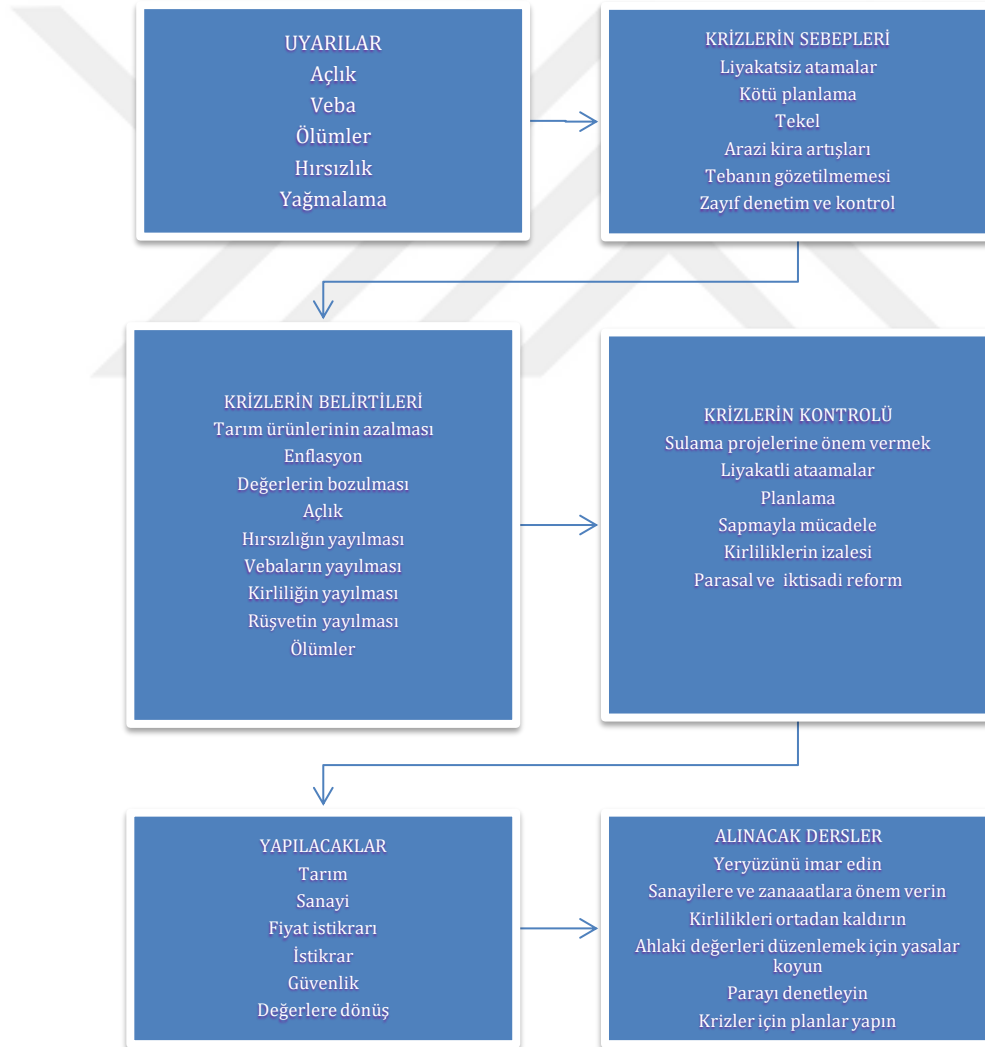 UYARILAR
Açlık
Veba
Ölümler
Hırsızlık
Yağmalama
KRİZLERİN SEBEPLERİ
Liyakatsiz atamalar
Kötü planlama
Tekel
Arazi kira artışları
Tebanın gözetilmemesi
Zayıf denetim ve kontrol
KRİZLERİN BELİRTİLERİ
Tarım ürünlerinin azalması
Enflasyon
Değerlerin bozulması
Açlık
Hırsızlığın yayılması
Vebaların yayılması
Kirliliğin yayılması
Rüşvetin yayılması
Ölümler
KRİZLERİN KONTROLÜ
Sulama projelerine önem vermek
Liyakatli ataamalar
Planlama
Sapmayla mücadele
Kirliliklerin izalesi
Parasal ve iktisadi reform
YAPILACAKLAR
Tarım
Sanayi
Fiyat istikrarı
İstikrar
Güvenlik
Değerlere dönüş
ALINACAK DERSLER
Yeryüzünü imar edin
Sanayilere ve zanaaatlara önem verin
Kirlilikleri ortadan kaldırın
Ahlaki değerleri düzenlemek için yasalar
koyun
Parayı denetleyin
Krizler için planlar yapın